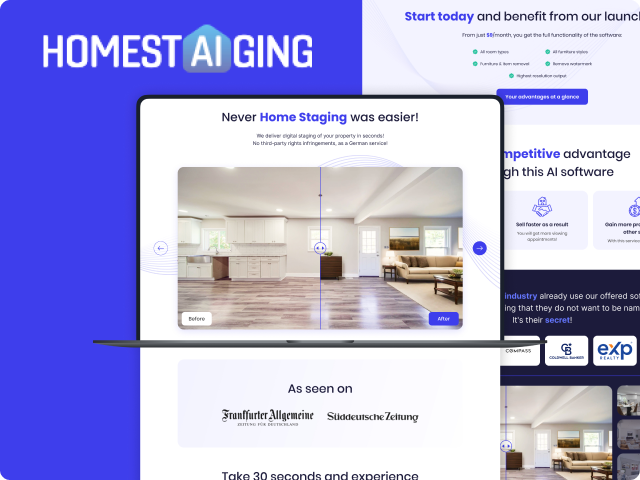 HOMESTAIGING
Start today and benefit from our launch
From just $8/month, you get the full functionality of the software:
All room types
All furniture styles
Furniture & item removal
Remove watermark
Highest resolution output
Your advantages at a glance
Never Home Staging was easier!
We deliver digital staging of your property in seconds!
No third-party rights infringements, as a German service!
Before
After
mpetitive advantage
gh this AI software
Sell faster as a result
You will get more viewing
appointments!
Gain more pro
other s
With this service
industry already use our offered sof
ing that they do not want to be nam
It's their secret!
COMPASS
CB
COLDWELL BANKER
eXp
REALTY
As seen on
Frankfurter Allgemeine
ZEITUNG FÜR DEUTSCHLAND
Süddeutsche Zeitung
Take 30 seconds and experience